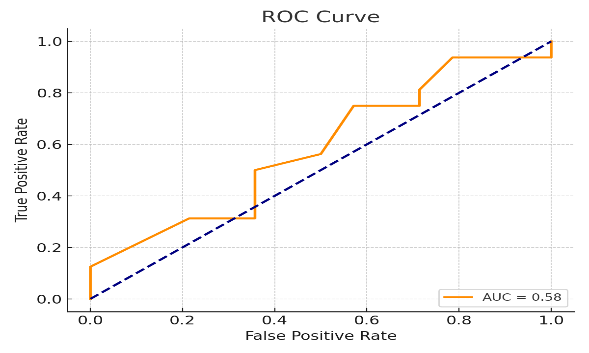 ROC Curve
1.0
0.8
0.6
0.4
0.2
0.0
True Positive Rate
0.0 0.2 0.4 0.6 0.8 1.0
False Positive Rate
AUC = 0.58